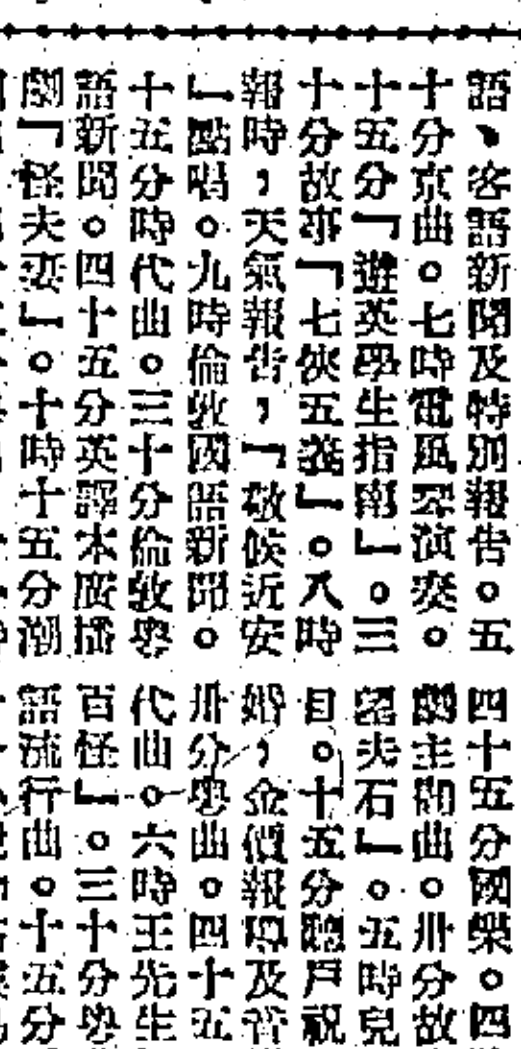 語、客語新聞及特別報告。五
十分京曲。七時電風琴演奏。
十五分「遊英學生指南」。三
十分故事「七俠五義」。八時
報時，天氣報告，「敬候近安
」點唱。九時倫敦國語新聞。
十五分時代曲。三十分倫敦粵
語新聞。四十五分英譯本廣播
劇「怪夫妻」。十時十五分潮
四十五分國樂。四
劇主開曲。卅分故
望夫石」。五時兒
目。十五分聽戶祝
婚，金價報導及音
卅分粵曲。四十五
代曲。六時王先生
百怪」。三十分粵
語流行曲。十五分